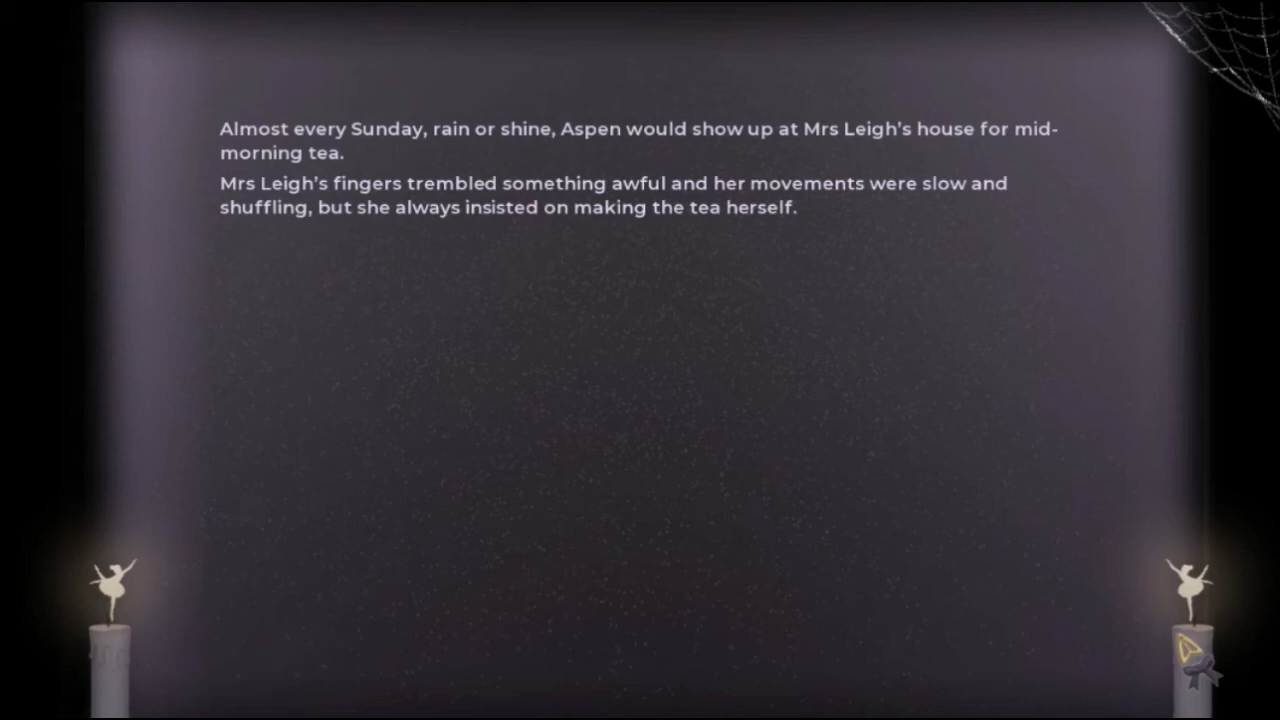 Almost every Sunday, rain or shine, Aspen would show up at Mrs Leigh’s house for mid-
morning tea.
Mrs Leigh’s fingers trembled something awful and her movements were slow and
shuffling, but she always insisted on making the tea herself.